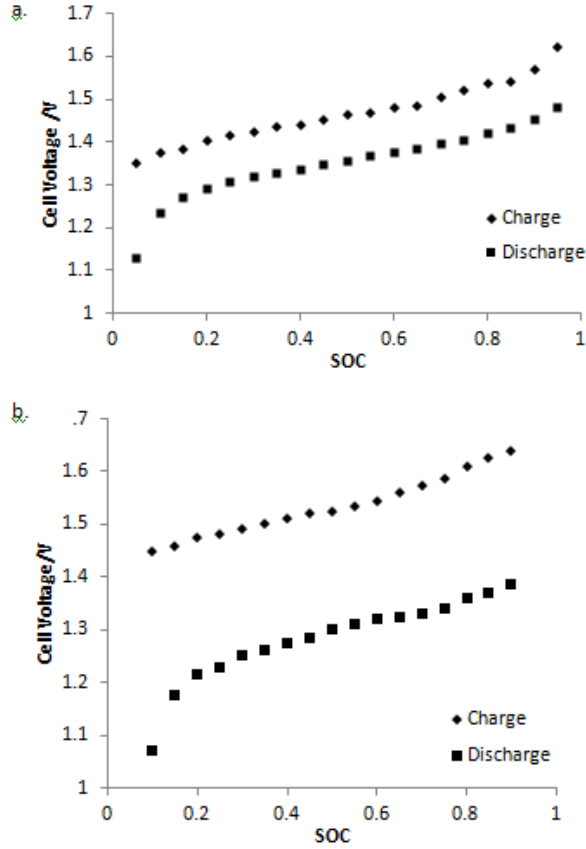 a.
1.7
1.6
1.5
1.4
1.3
1.2
1.1
1
Cell Voltage /V
Charge
Discharge
0 0.2 0.4 0.6 0.8 1
SOC
b.
.7
1.6
1.5
1.4
1.3
1.2
1.1
1
Cell Voltage/V
Charge
Discharge
0 0.2 0.4 0.6 0.8 1
SOC